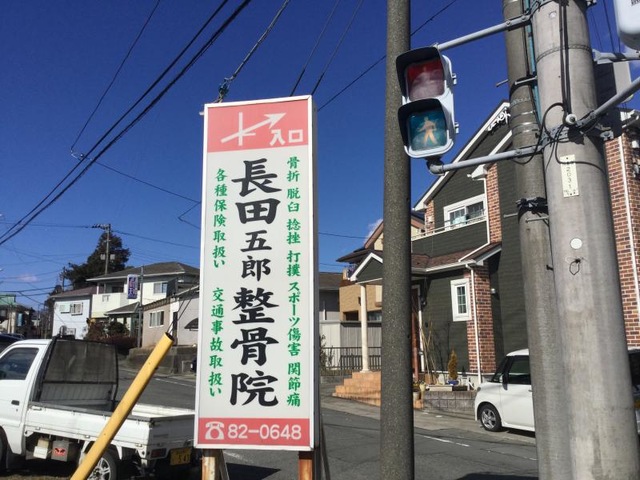 入口
骨折 脱臼 捻挫 打撲 スポーツ傷害 関節痛
長田五郎整骨院
各種保険取扱い 交通事故取扱い
☎82-0648